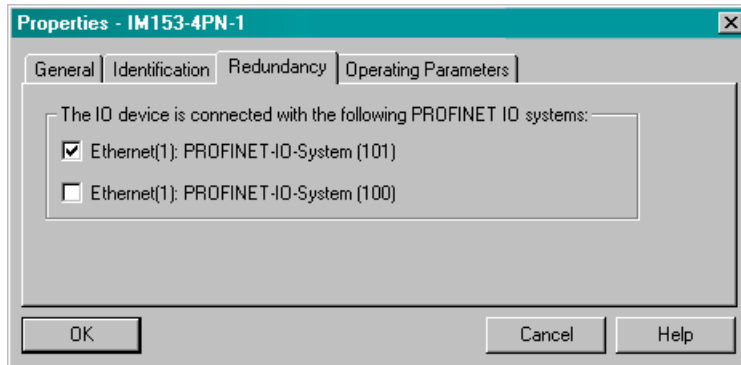 Properties - IM153-4PN-1
General Identification Redundancy Operating Parameters
The IO device is connected with the following PROFINET IO systems:
Ethernet(1): PROFINET-IO-System (101)
Ethernet(1): PROFINET-IO-System (100)
OK Cancel Help